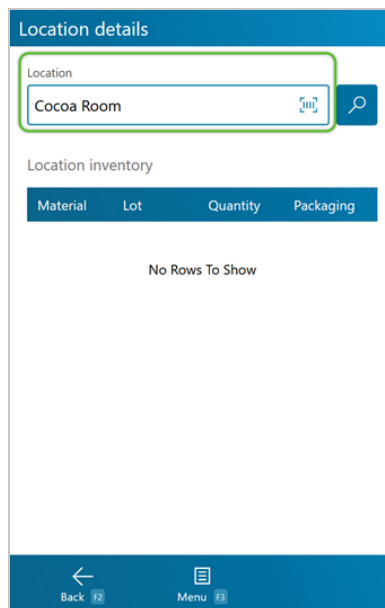 Location details
Location
Cocoa Room
Location inventory
Material Lot Quantity Packaging
No Rows To Show
Back F2 Menu F3